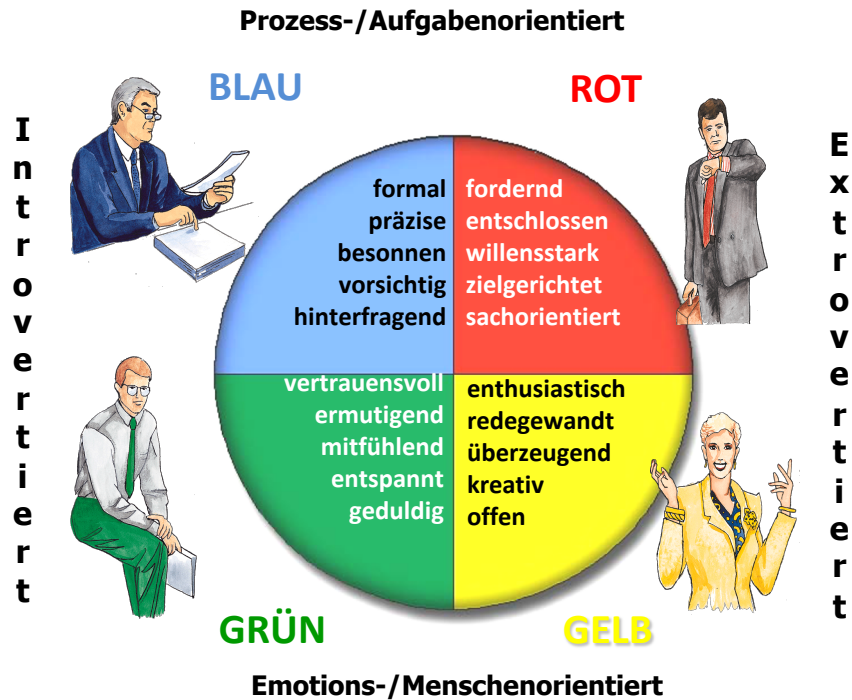 Prozess-/Aufgabenorientiert
BLAU
ROT
Introvertiert
Extrovertiert
formal
präzise
besonnen
vorsichtig
hinterfragend
fordernd
entschlossen
willensstark
zielgerichtet
sachorientiert
vertrauensvoll
ermutigend
mitfühlend
entspannt
geduldig
enthusiastisch
redegewandt
überzeugend
kreativ
offen
GRÜN
GELB
Emotions-/Menschenorientiert